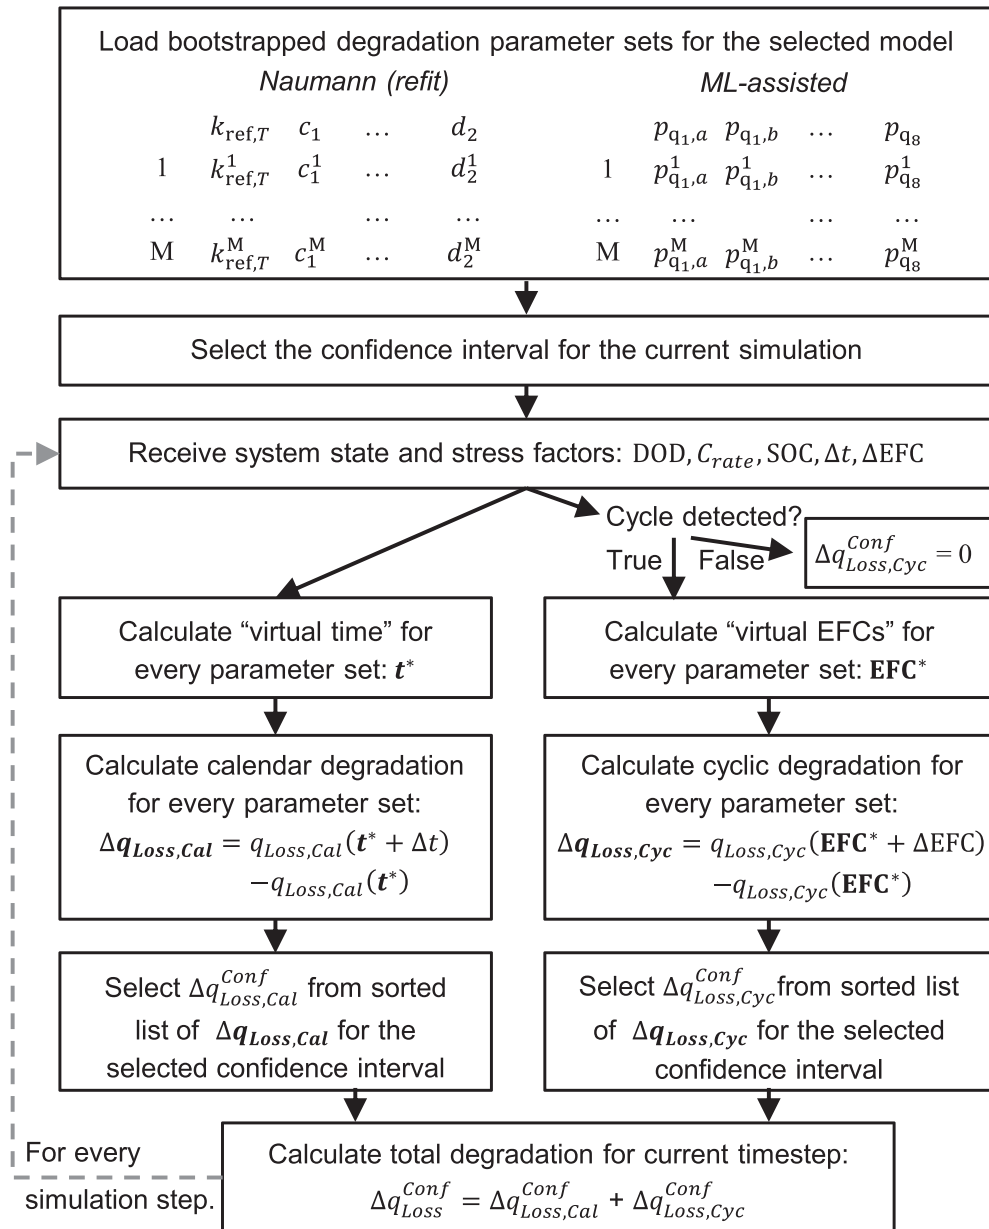 Load bootstrapped degradation parameter sets for the selected model
Naumann (refit) ML-assisted
k_ref,T c_1 … d_2 p_q₁,a p_q₁,b … p_q₈
1 k^1_ref,T c^1_1 … d^1_2 1 p^1_q₁,a p^1_q₁,b … p^1_q₈
… … … … … … … …
M k^M_ref,T c^M_1 … d^M_2 M p^M_q₁,a p^M_q₁,b … p^M_q₈
Select the confidence interval for the current simulation
Receive system state and stress factors: DOD, C_rate, SOC, Δt, ΔEFC
Cycle detected?
True False
Δq^Conf_Loss,Cyc = 0
Calculate “virtual time” for
every parameter set: t*
Calculate “virtual EFCs” for
every parameter set: EFC*
Calculate calendar degradation
for every parameter set:
Δq_Loss,Cal = q_Loss,Cal(t* + Δt)
−q_Loss,Cal(t*)
Calculate cyclic degradation for
every parameter set:
Δq_Loss,Cyc = q_Loss,Cyc(EFC* + ΔEFC)
−q_Loss,Cyc(EFC*)
Select Δq^Conf_Loss,Cal from sorted
list of Δq_Loss,Cal for the
selected confidence interval
Select Δq^Conf_Loss,Cyc from sorted list
of Δq_Loss,Cyc for the selected
confidence interval
For every
simulation step.
Calculate total degradation for current timestep:
Δq^Conf_Loss = Δq^Conf_Loss,Cal + Δq^Conf_Loss,Cyc